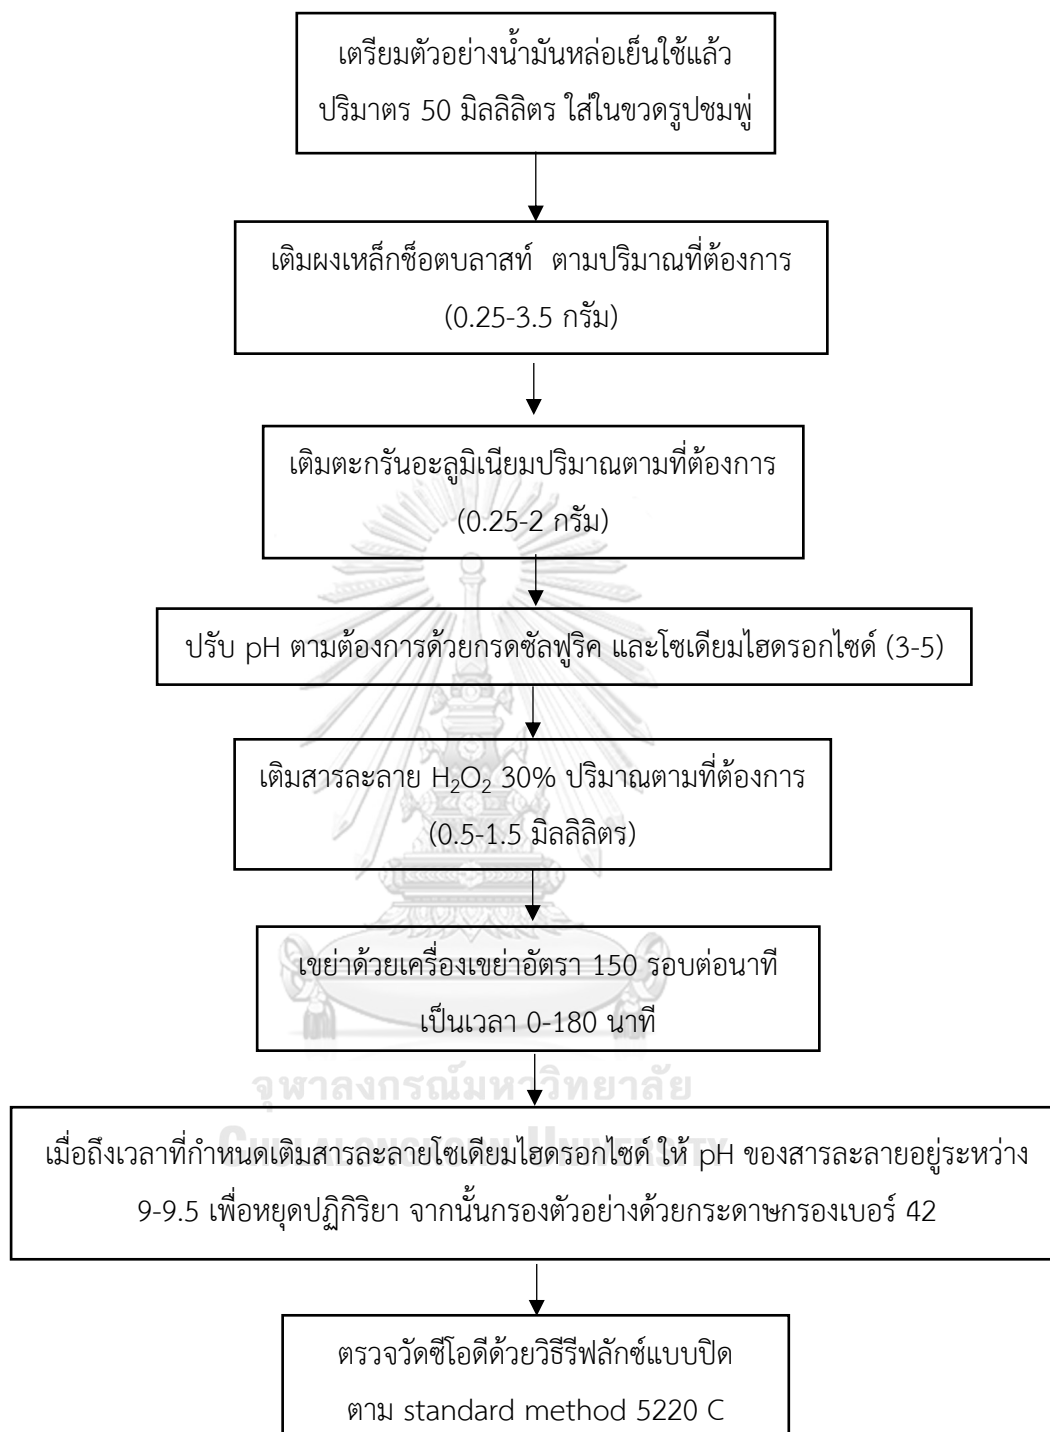 เตรียมตัวอย่างน้ำมันหล่อเย็นใช้แล้ว
ปริมาตร 50 มิลลิลิตร ใส่ในขวดรูปชมพู่
เติมผงเหล็กช็อตบลาสท์ ตามปริมาณที่ต้องการ
(0.25-3.5 กรัม)
เติมตะกรันอะลูมิเนียมปริมาณตามที่ต้องการ
(0.25-2 กรัม)
ปรับ pH ตามต้องการด้วยกรดซัลฟูริค และโซเดียมไฮดรอกไซด์ (3-5)
เติมสารละลาย H₂O₂ 30% ปริมาณตามที่ต้องการ
(0.5-1.5 มิลลิลิตร)
เขย่าด้วยเครื่องเขย่าอัตรา 150 รอบต่อนาที
เป็นเวลา 0-180 นาที
จุฬาลงกรณ์มหาวิทยาลัย
CHULALONGKORN UNIVERSITY
เมื่อถึงเวลาที่กำหนดเติมสารละลายโซเดียมไฮดรอกไซด์ ให้ pH ของสารละลายอยู่ระหว่าง
9-9.5 เพื่อหยุดปฏิกิริยา จากนั้นกรองตัวอย่างด้วยกระดาษกรองเบอร์ 42
ตรวจวัดซีโอดีด้วยวิธีรีฟลักซ์แบบปิด
ตาม standard method 5220 C